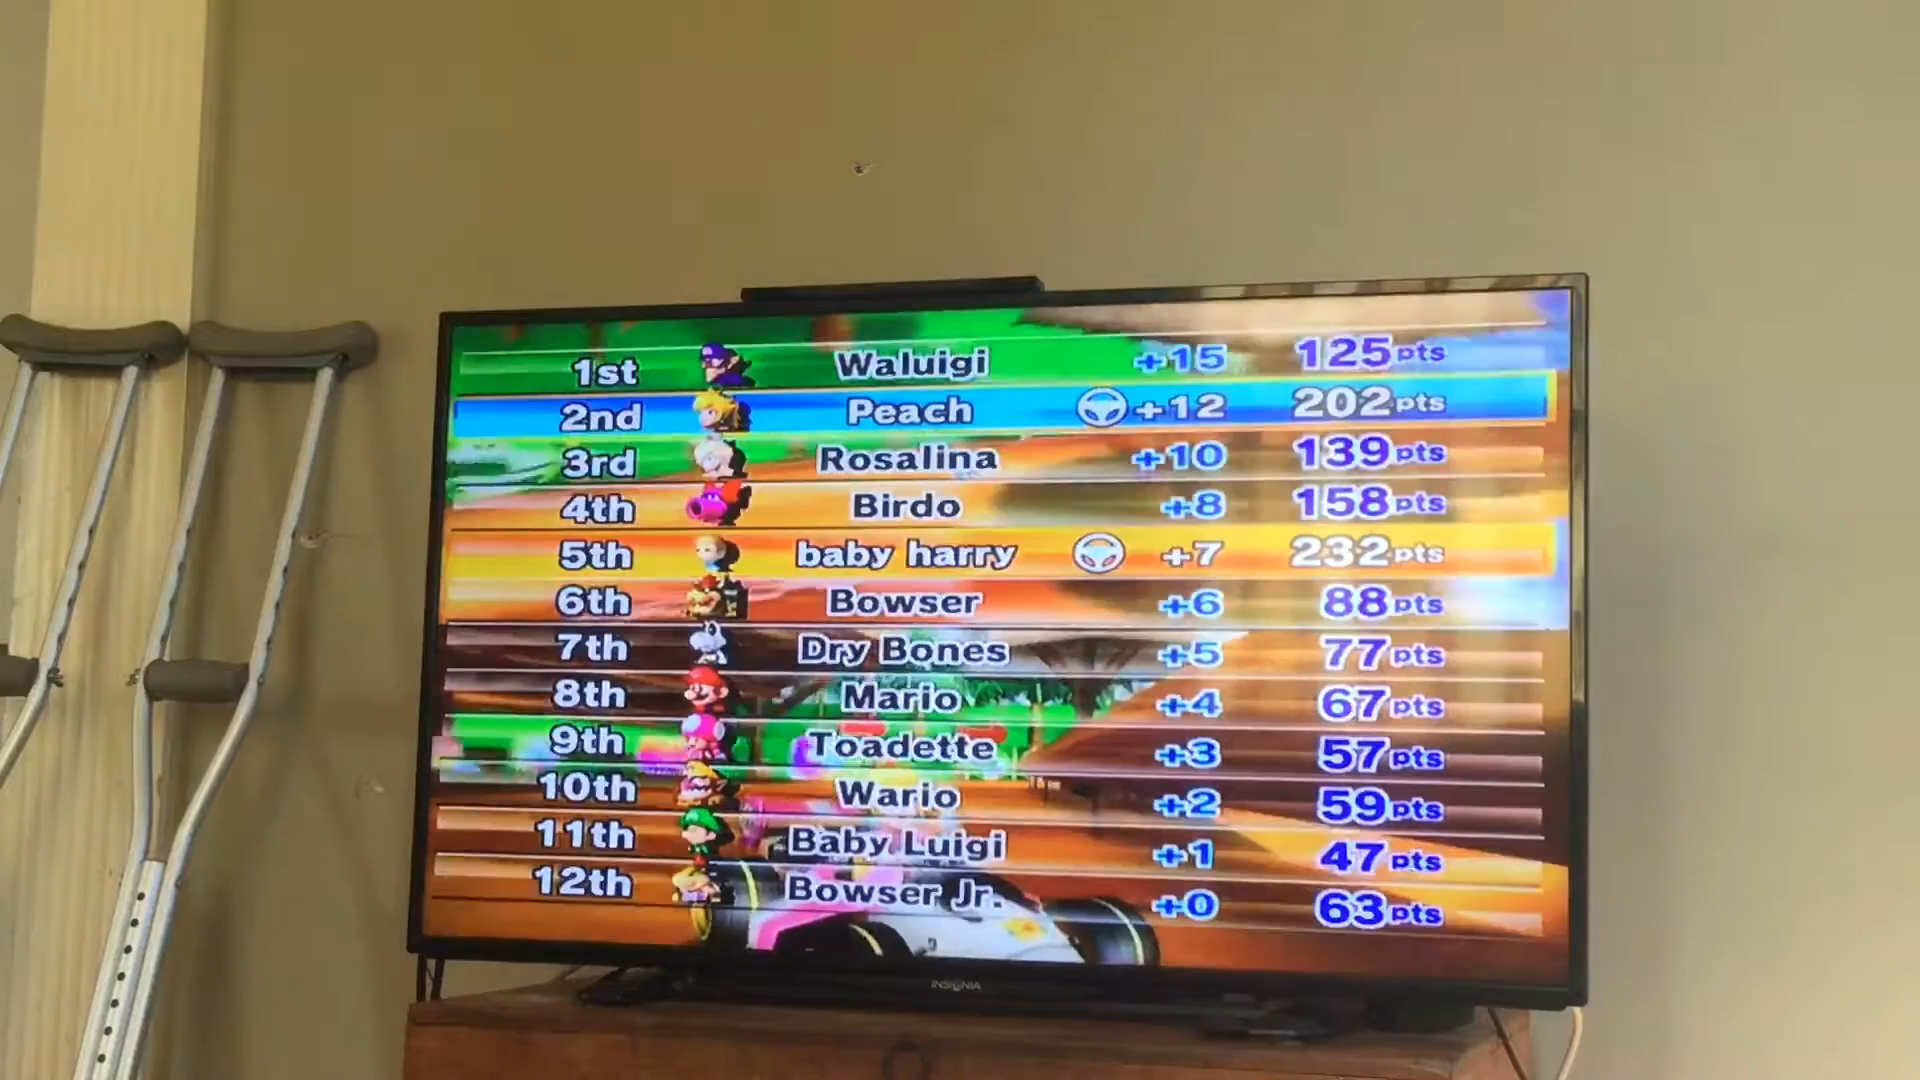 1st Waluigi +15 125pts
2nd Peach +12 202pts
3rd Rosalina +10 139pts
4th Birdo +8 158pts
5th baby harry +7 232pts
6th Bowser +6 88pts
7th Dry Bones +5 77pts
8th Mario +4 67pts
9th Toadette +3 57pts
10th Wario +2 59pts
11th Baby Luigi +1 47pts
12th Bowser Jr. +0 63pts
INSIGNIA